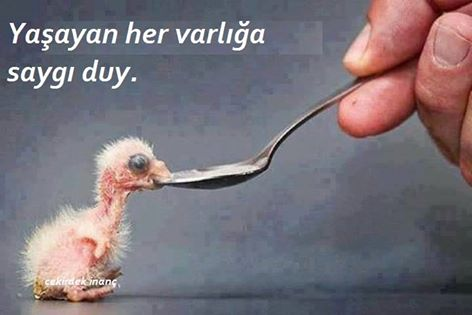 Yaşayan her varlığa
saygı duy.
çekirdek inanç